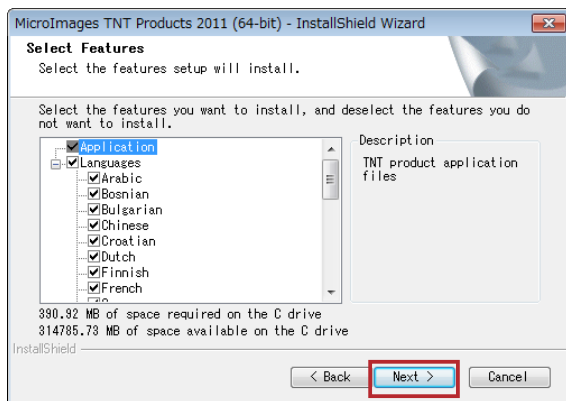 MicroImages TNT Products 2011 (64-bit) - InstallShield Wizard
Select Features
Select the features setup will install.
Select the features you want to install, and deselect the features you do
not want to install.
Application
Languages
Arabic
Bosnian
Bulgarian
Chinese
Croatian
Dutch
Finnish
French
Description
TNT product application
files
390.92 MB of space required on the C drive
314785.73 MB of space available on the C drive
InstallShield
< Back
Next >
Cancel